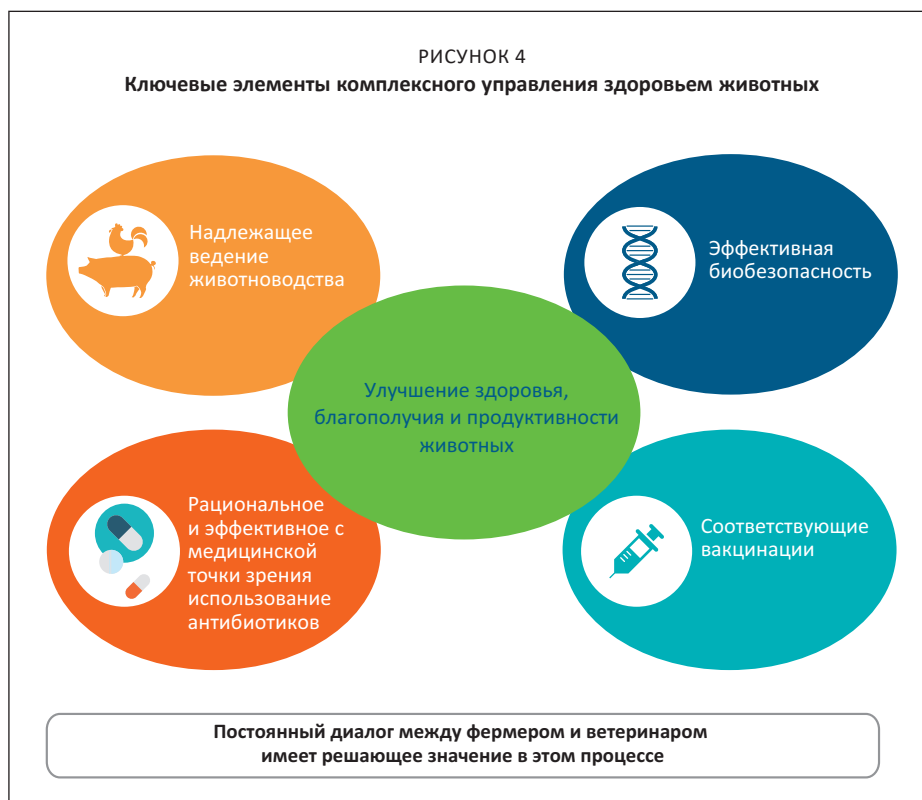 РИСУНОК 4
Ключевые элементы комплексного управления здоровьем животных
Надлежащее
ведение
животноводства
Эффективная
биобезопасность
Улучшение здоровья,
благополучия и продуктивности
животных
Рациональное
и эффективное с
медицинской
точки зрения
использование
антибиотиков
Соответствующие
вакцинации
Постоянный диалог между фермером и ветеринаром
имеет решающее значение в этом процессе